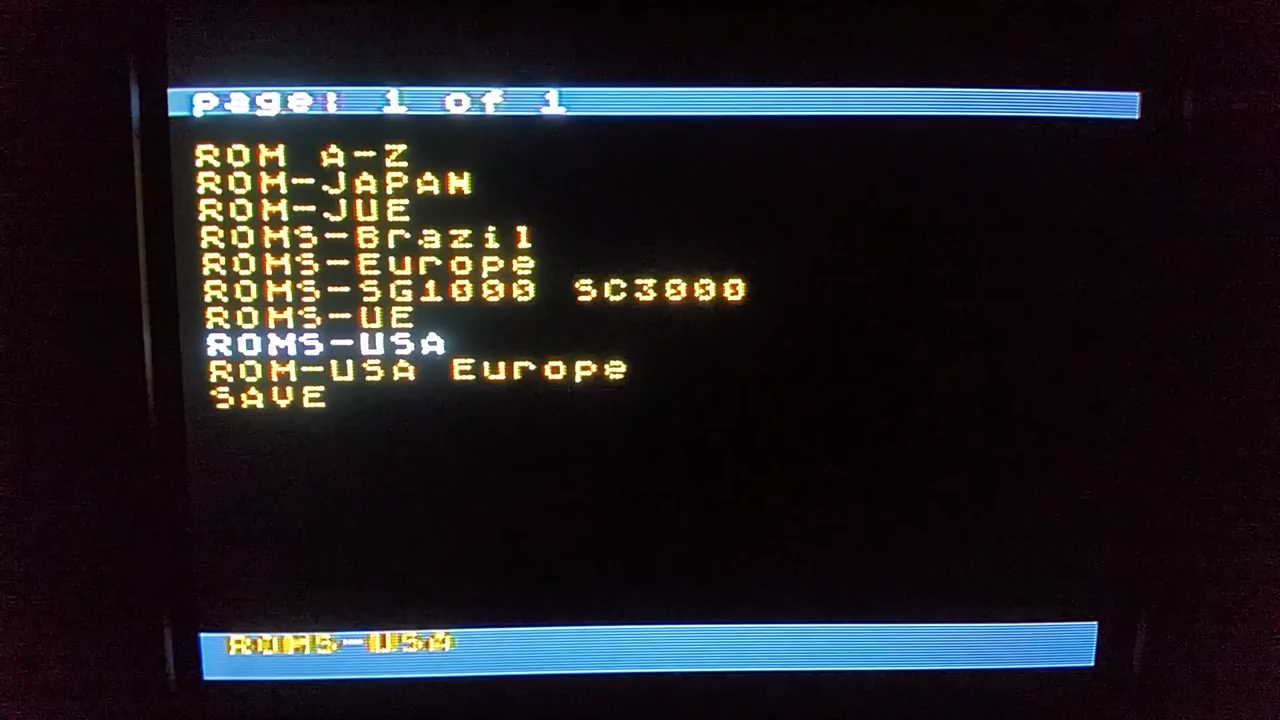 page: 1 of 1
ROM A-Z
ROM-JAPAN
ROM-JUE
ROMS-Brazil
ROMS-Europe
ROMS-SG1000 SC3000
ROMS-UE
ROMS-USA
ROM-USA Europe
SAVE
ROMS-USA